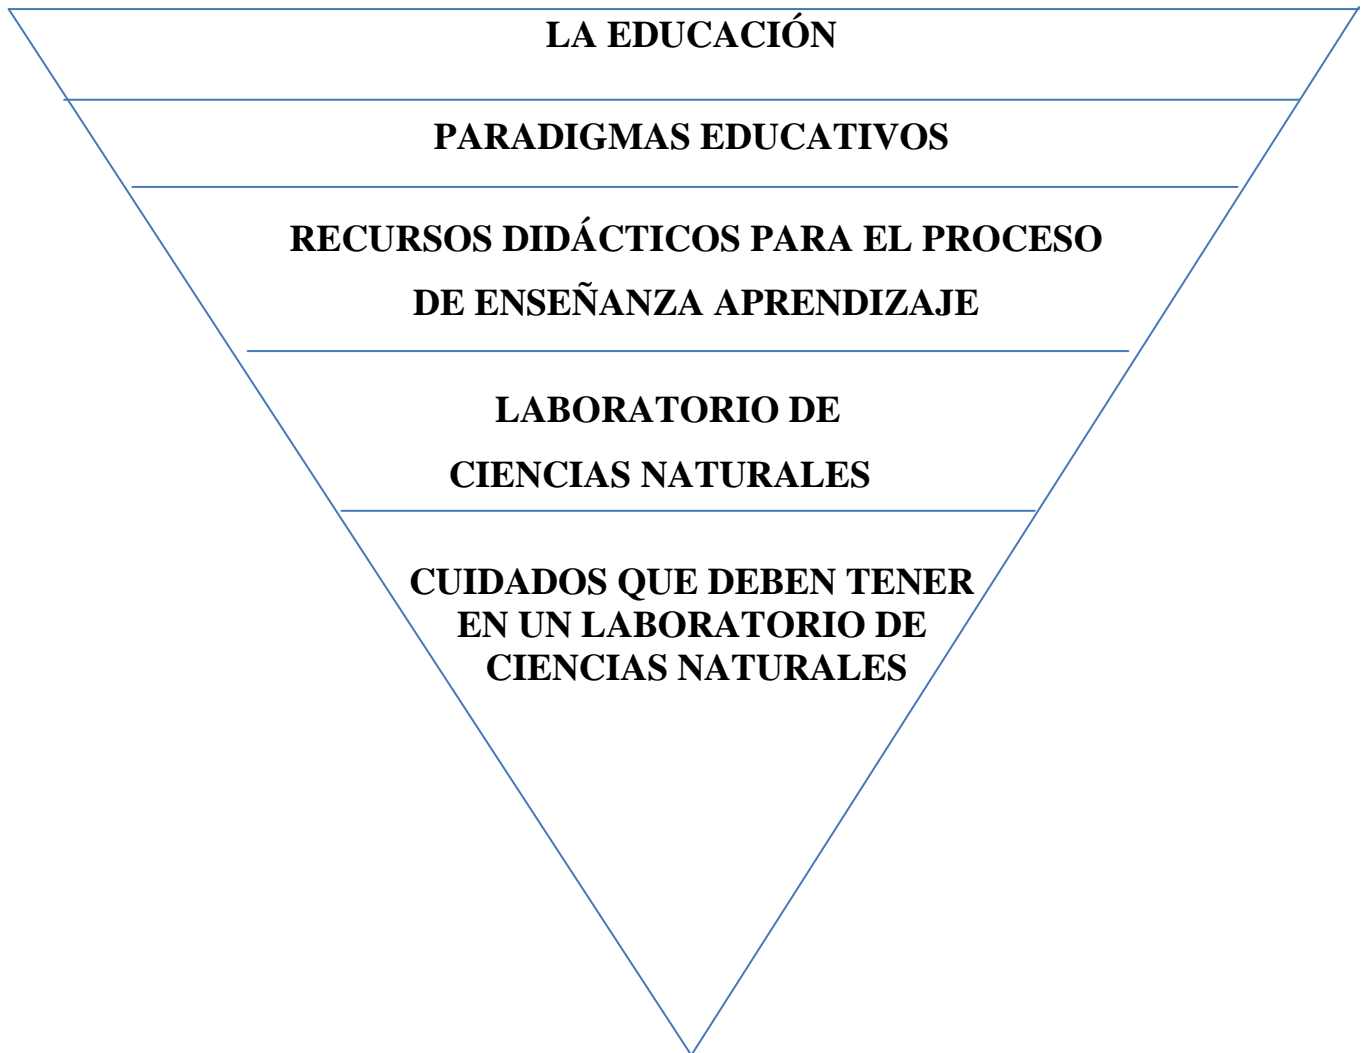 LA EDUCACIÓN
PARADIGMAS EDUCATIVOS
RECURSOS DIDÁCTICOS PARA EL PROCESO
DE ENSEÑANZA APRENDIZAJE
LABORATORIO DE
CIENCIAS NATURALES
CUIDADOS QUE DEBEN TENER
EN UN LABORATORIO DE
CIENCIAS NATURALES